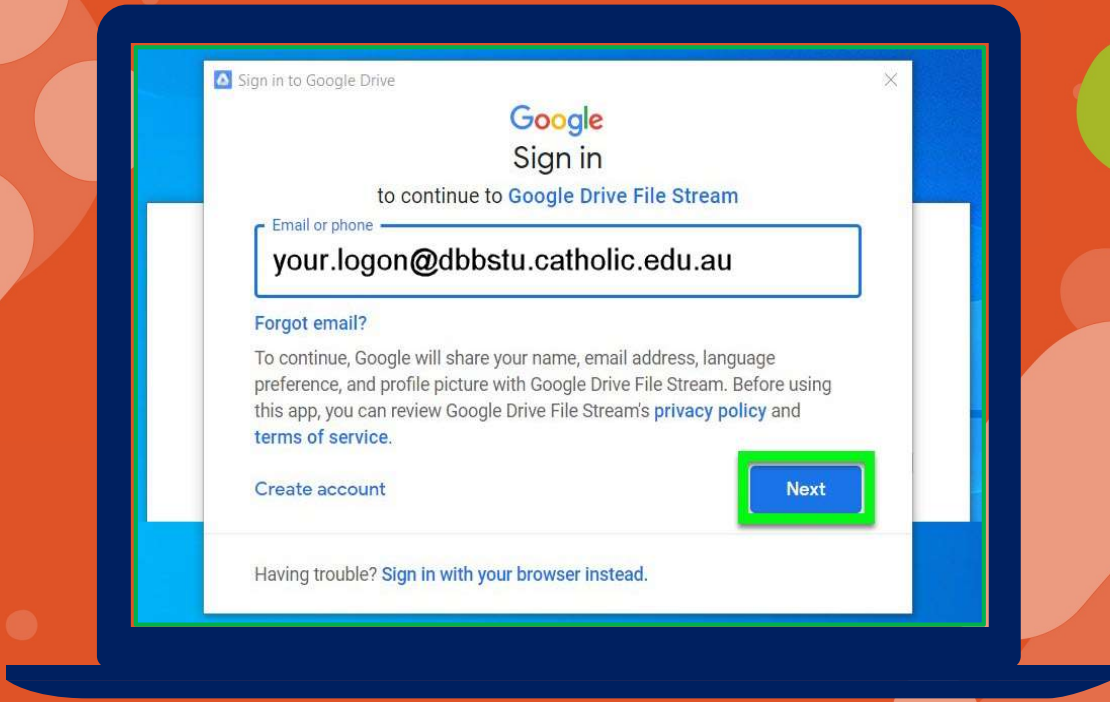 Sign in to Google Drive
Google
Sign in
to continue to Google Drive File Stream
Email or phone
your.logon@dbbstu.catholic.edu.au
Forgot email?
To continue, Google will share your name, email address, language
preference, and profile picture with Google Drive File Stream. Before using
this app, you can review Google Drive File Stream's privacy policy and
terms of service.
Create account
Next
Having trouble? Sign in with your browser instead.